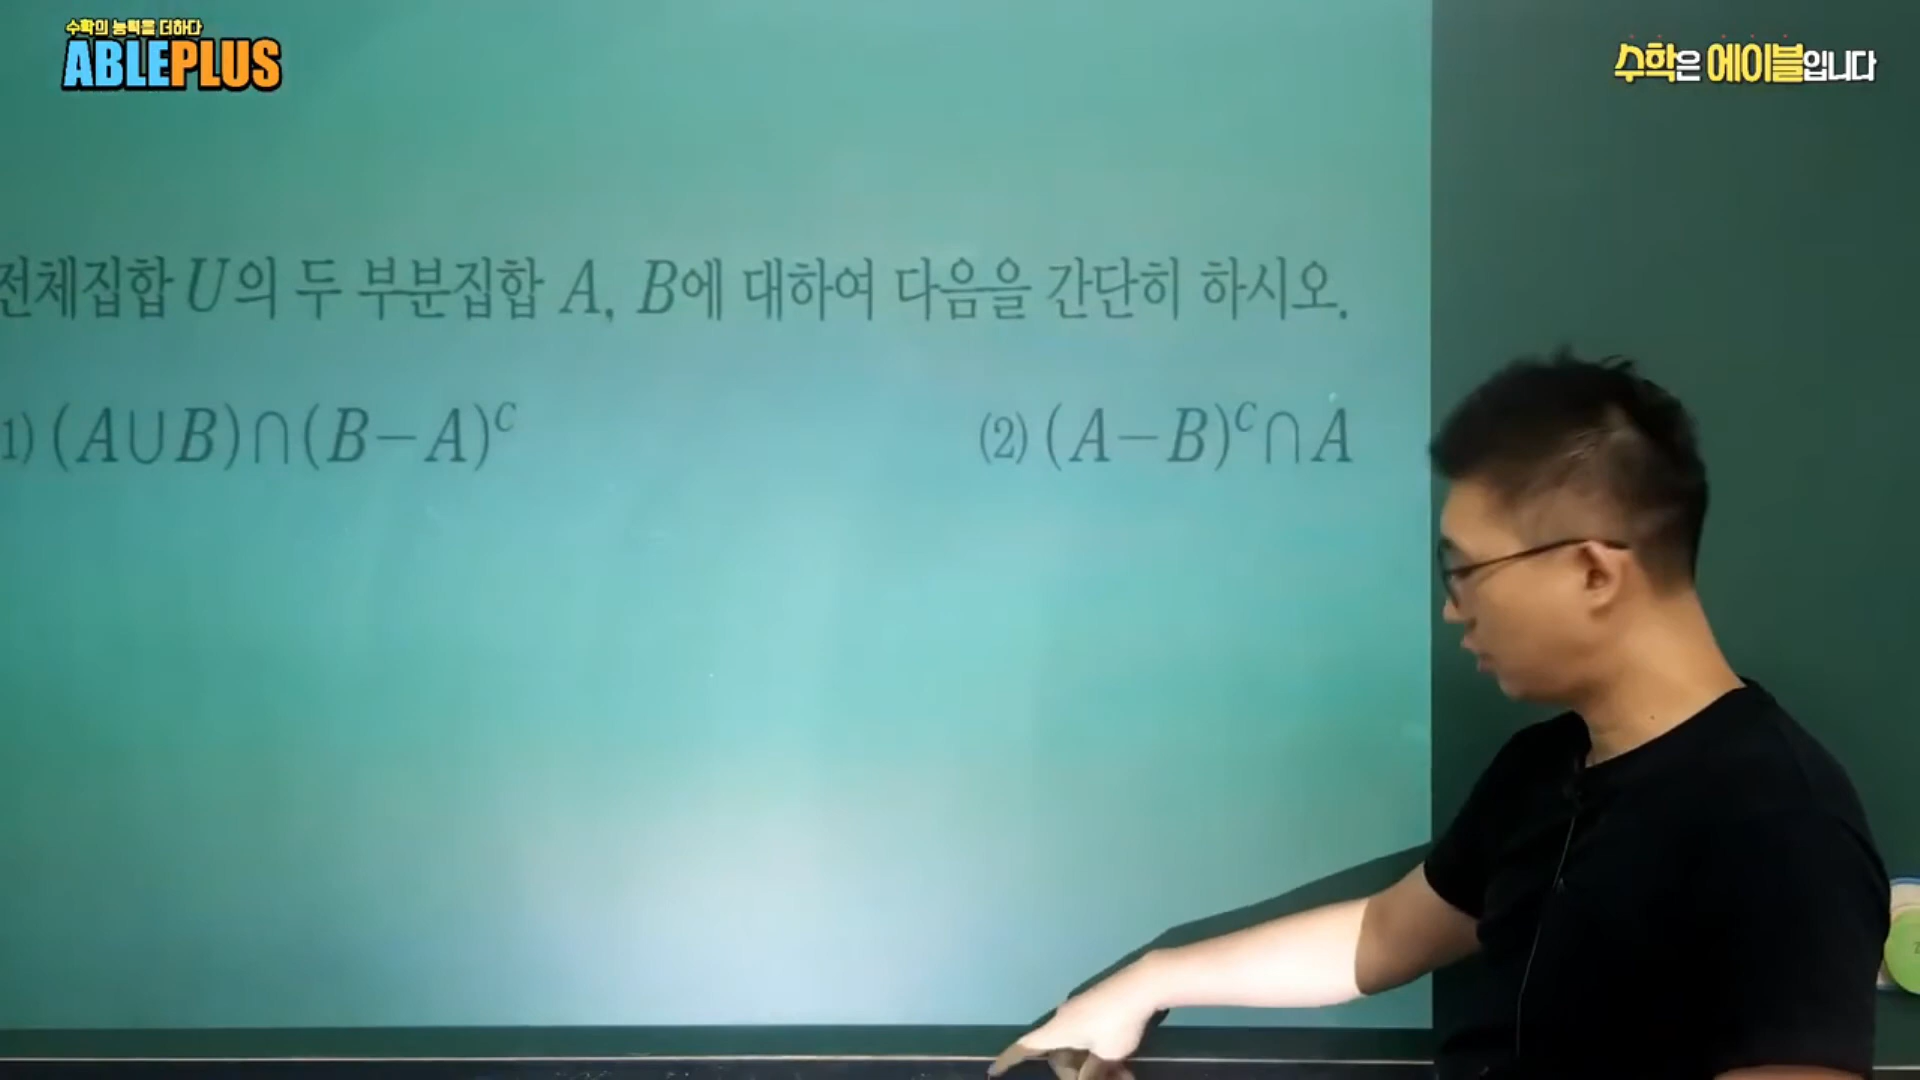 수학의 능력을 더하다
ABLEPLUS
수학은 에이블입니다
전체집합 U의 두 부분집합 A, B에 대하여 다음을 간단히 하시오.
1) (A∪B)∩(B−A)ᶜ
(2) (A−B)ᶜ∩A